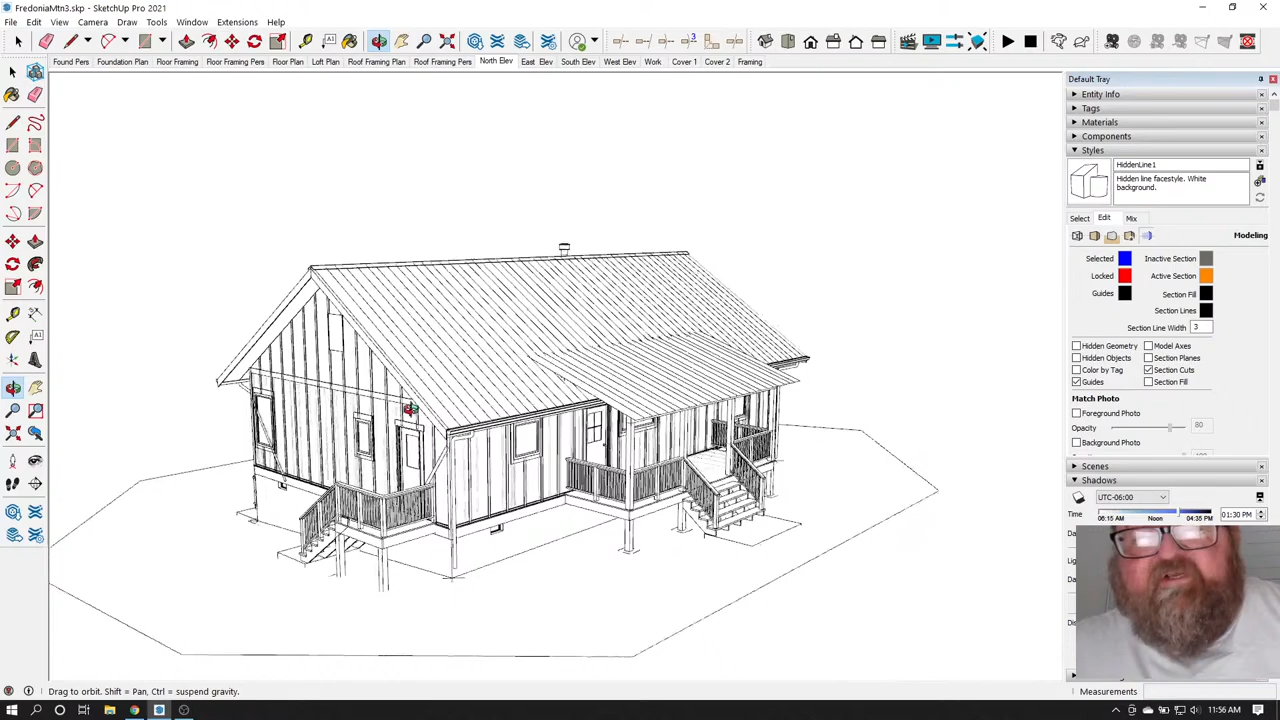 FredoniaMtn3.skp - SketchUp Pro 2021
File Edit View Camera Draw Tools Window Extensions Help
Found Pers Foundation Plan Floor Framing Floor Framing Pers Floor Plan Loft Plan Roof Framing Plan Roof Framing Pers North Elev East Elev South Elev West Elev Work Cover 1 Cover 2 Framing
Default Tray
Entity Info
Tags
Materials
Components
Styles
HiddenLine1
Hidden line facestyle. White
background.
Select Edit Mix
Modeling
Selected Inactive Section
Locked Active Section
Guides Section Fill
Section Lines
Section Line Width 3
Hidden Geometry Model Axes
Hidden Objects Section Planes
Color by Tag Section Cuts
Guides Section Fill
Match Photo
Foreground Photo
Opacity 80
Background Photo
Scenes
Shadows
UTC-06:00
Time 06:15 AM Noon 04:35 PM 01:30 PM
Drag to orbit. Shift = Pan, Ctrl = suspend gravity.
Measurements
11:56 AM